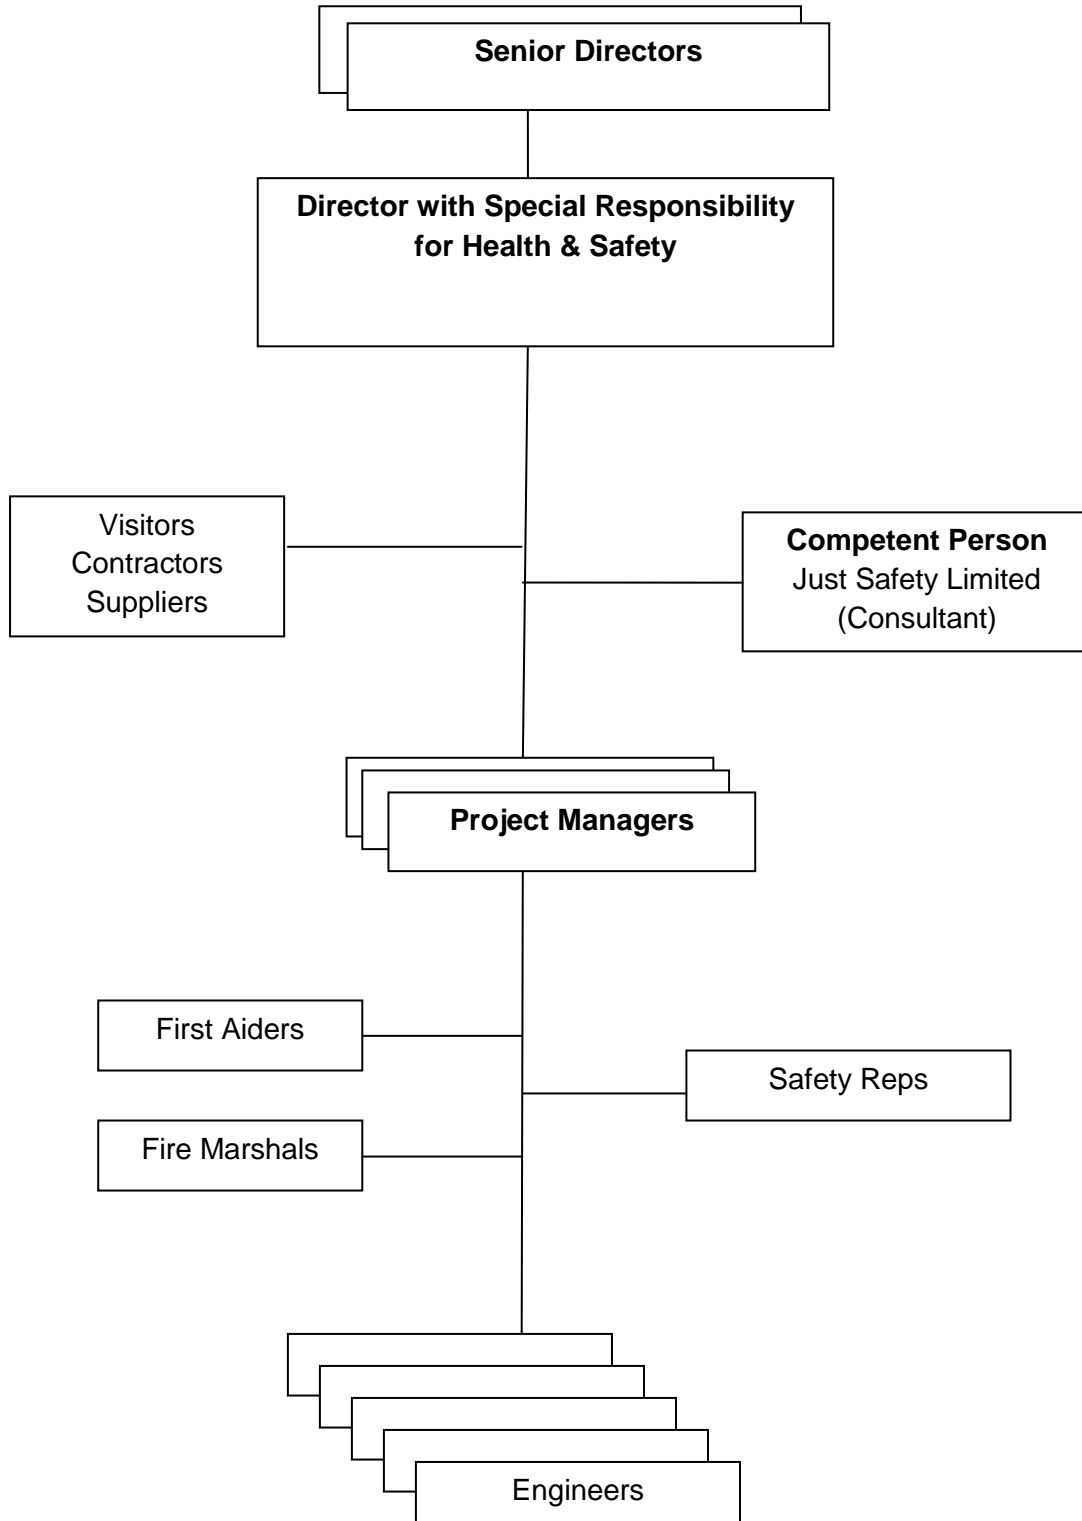 Senior Directors
Director with Special Responsibility
for Health & Safety
Visitors
Contractors
Suppliers
Competent Person
Just Safety Limited
(Consultant)
Project Managers
First Aiders
Safety Reps
Fire Marshals
Engineers